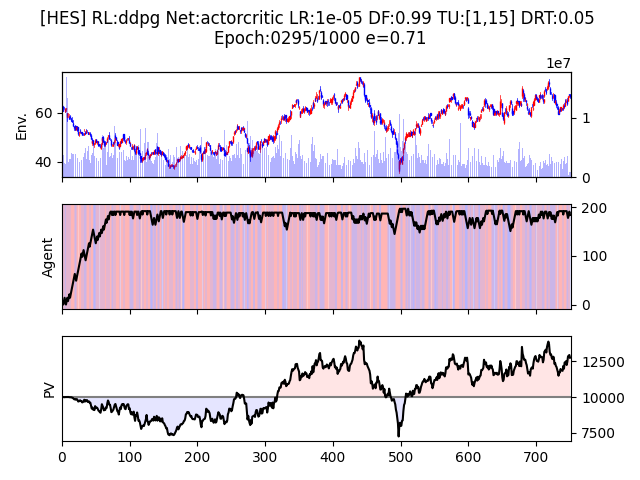 [HES] RL:ddpg Net:actorcritic LR:1e-05 DF:0.99 TU:[1,15] DRT:0.05
Epoch:0295/1000 e=0.71
1e7
Env.
60
40
1
0
Agent
200
100
0
PV
12500
10000
7500
0 100 200 300 400 500 600 700